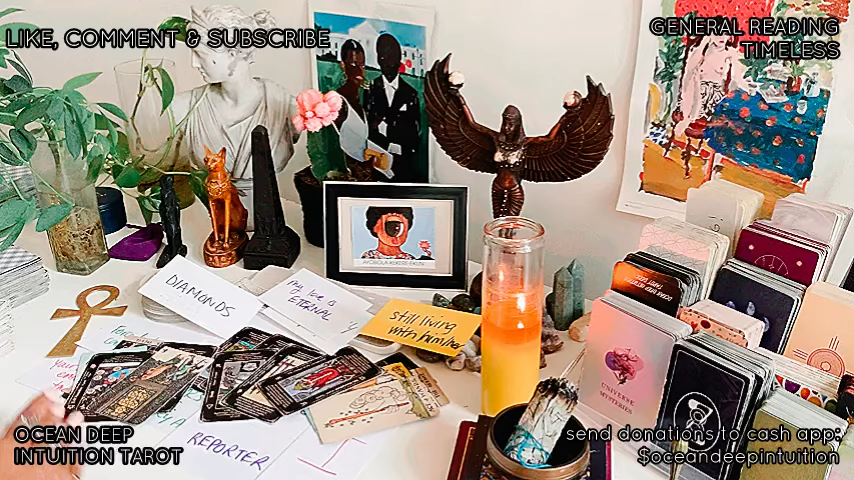 LIKE, COMMENT & SUBSCRIBE
GENERAL READING
TIMELESS
DIAMONDS
my love is
ETERNAL
Still living
with him/her
REPORTER
UNIVERSE
MYSTERIES
OCEAN DEEP
INTUITION TAROT
send donations to cash app:
$oceandeepintuition